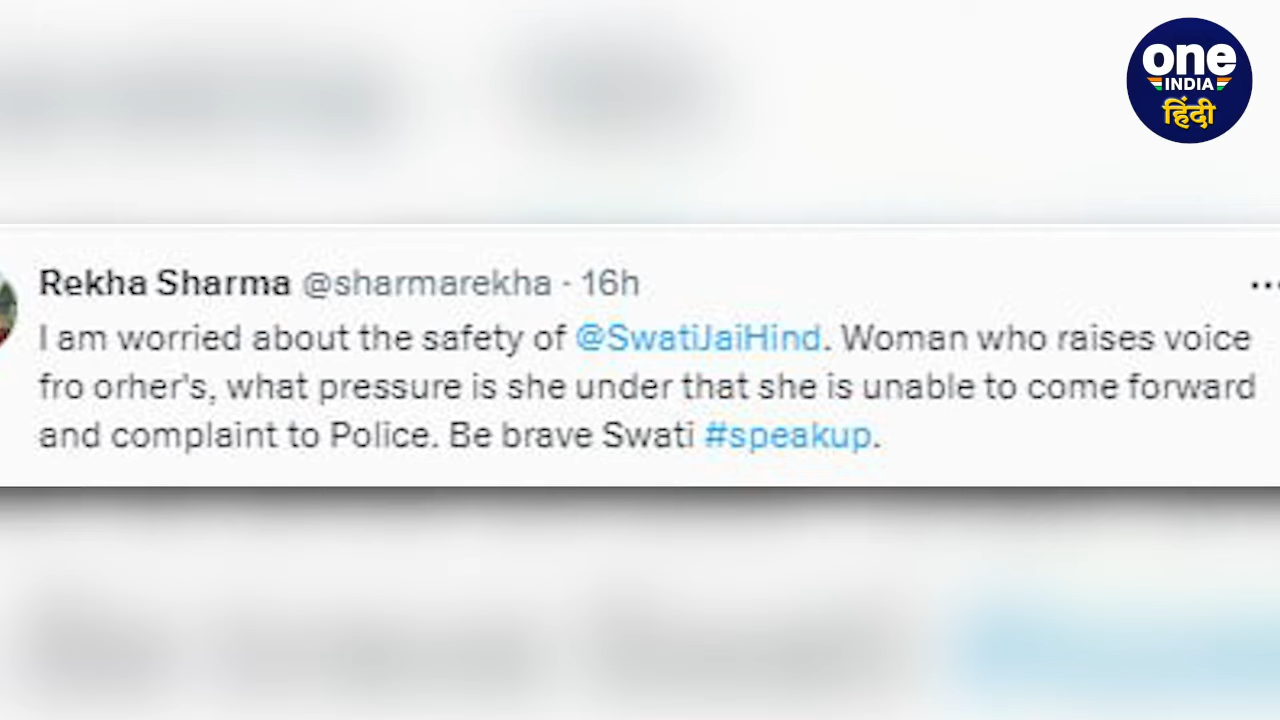 one
INDIA
हिंदी
Rekha Sharma @sharmarekha · 16h
I am worried about the safety of @SwatiJaiHind. Woman who raises voice
fro orher's, what pressure is she under that she is unable to come forward
and complaint to Police. Be brave Swati #speakup.